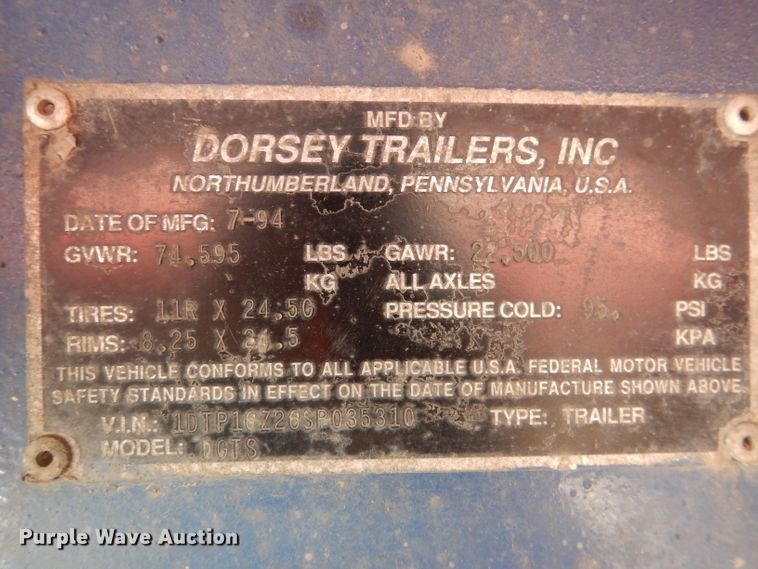 MFD BY
DORSEY TRAILERS, INC
NORTHUMBERLAND, PENNSYLVANIA, U.S.A.
DATE OF MFG: 7-94
GVWR: 74,595 LBS GAWR: 22,500 LBS
KG ALL AXLES KG
TIRES: 11R X 24.5G PRESSURE COLD: 95. PSI
RIMS: 8.25 X 24.5 KPA
THIS VEHICLE CONFORMS TO ALL APPLICABLE U.S.A. FEDERAL MOTOR VEHICLE
SAFETY STANDARDS IN EFFECT ON THE DATE OF MANUFACTURE SHOWN ABOVE
V.I.N.: TYPE: TRAILER
MODEL: DGTS
Purple Wave Auction